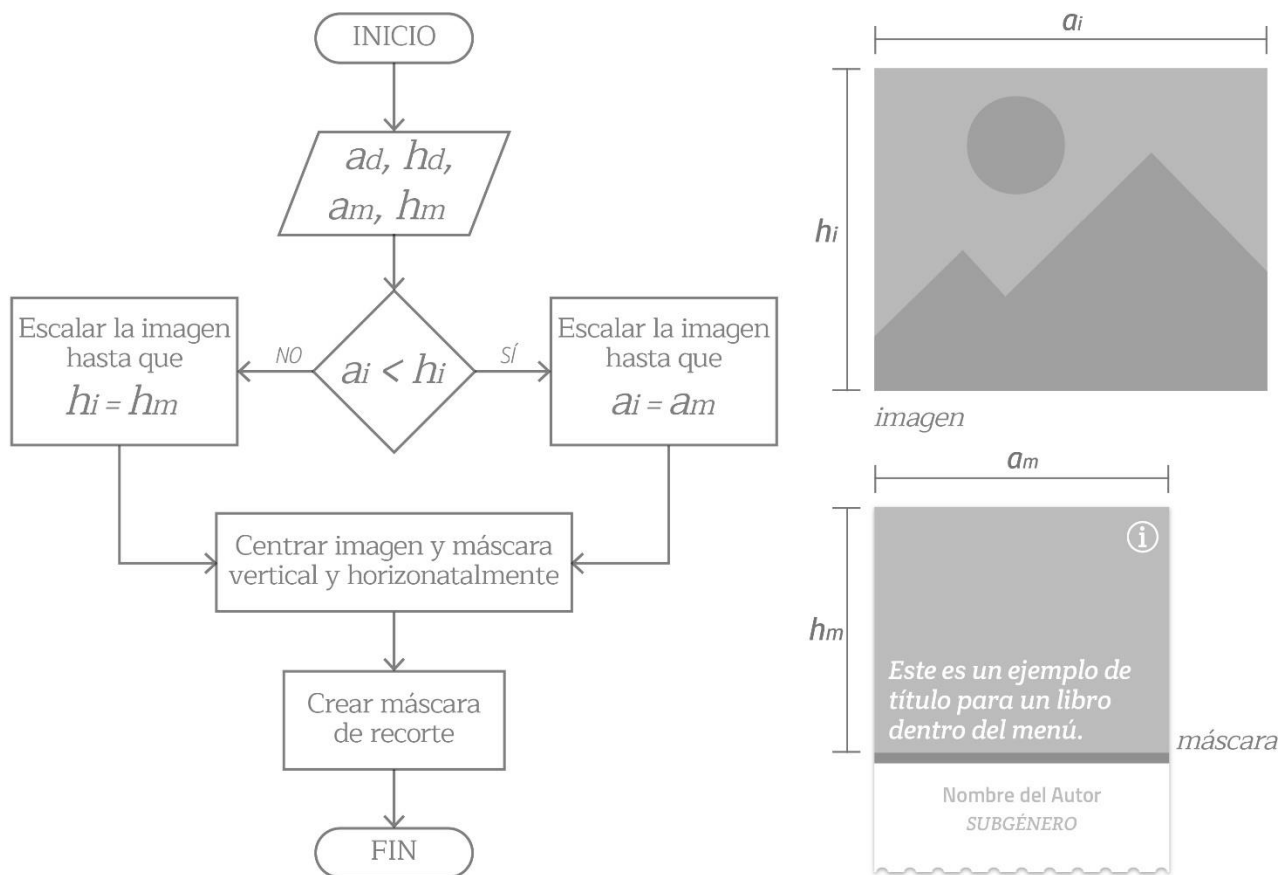 INICIO
ad, hd,
am, hm
ai < hi
NO
SÍ
Escalar la imagen
hasta que
hi = hm
Escalar la imagen
hasta que
ai = am
Centrar imagen y máscara
vertical y horizonatalmente
Crear máscara
de recorte
FIN
ai
hi
imagen
am
hm
i
Este es un ejemplo de
título para un libro
dentro del menú.
máscara
Nombre del Autor
SUBGÉNERO